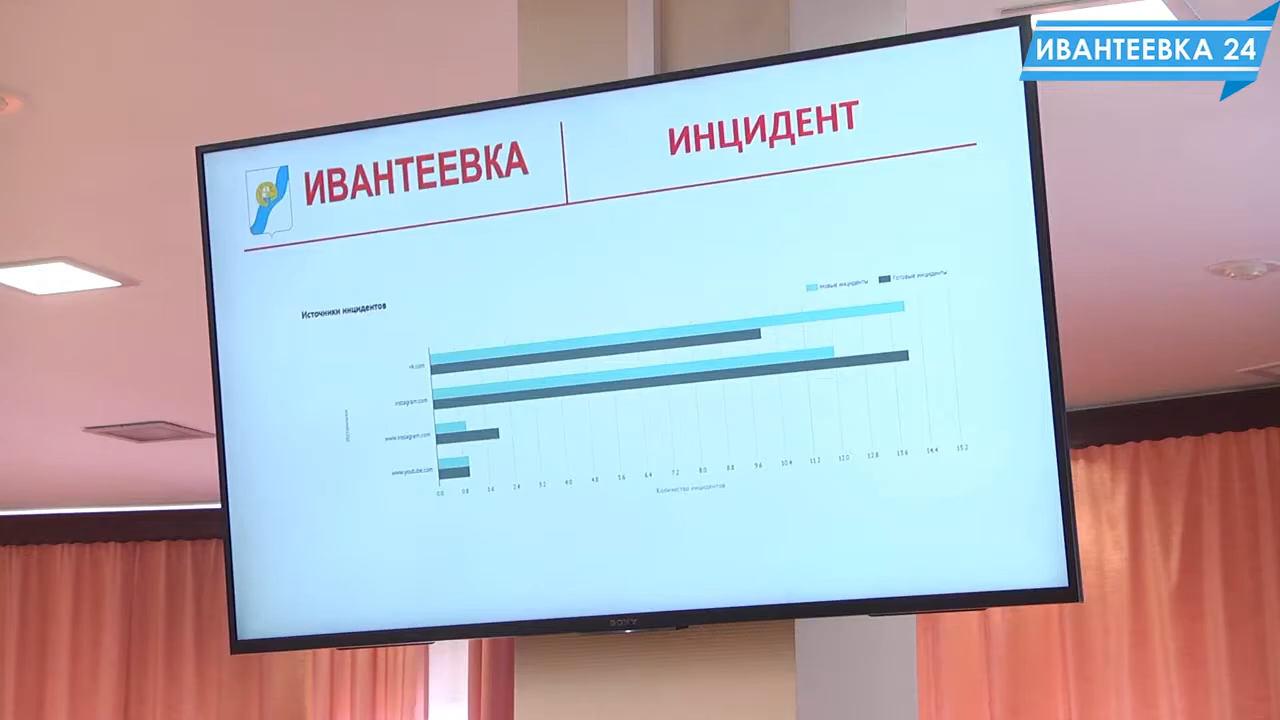 ИВАНТЕЕВКА 24
ИВАНТЕЕВКА
ИНЦИДЕНТ
Новые инциденты
Готовые инциденты
Источники инцидентов
vk.com
instagram.com
www.instagram.com
www.youtube.com
0.0 0.8 1.6 2.4 3.2 4.0 4.8 5.6 6.4 7.2 8.0 8.8 9.6 10.4 11.2 12.0 12.8 13.6 14.4 15.2
Количество инцидентов
SONY